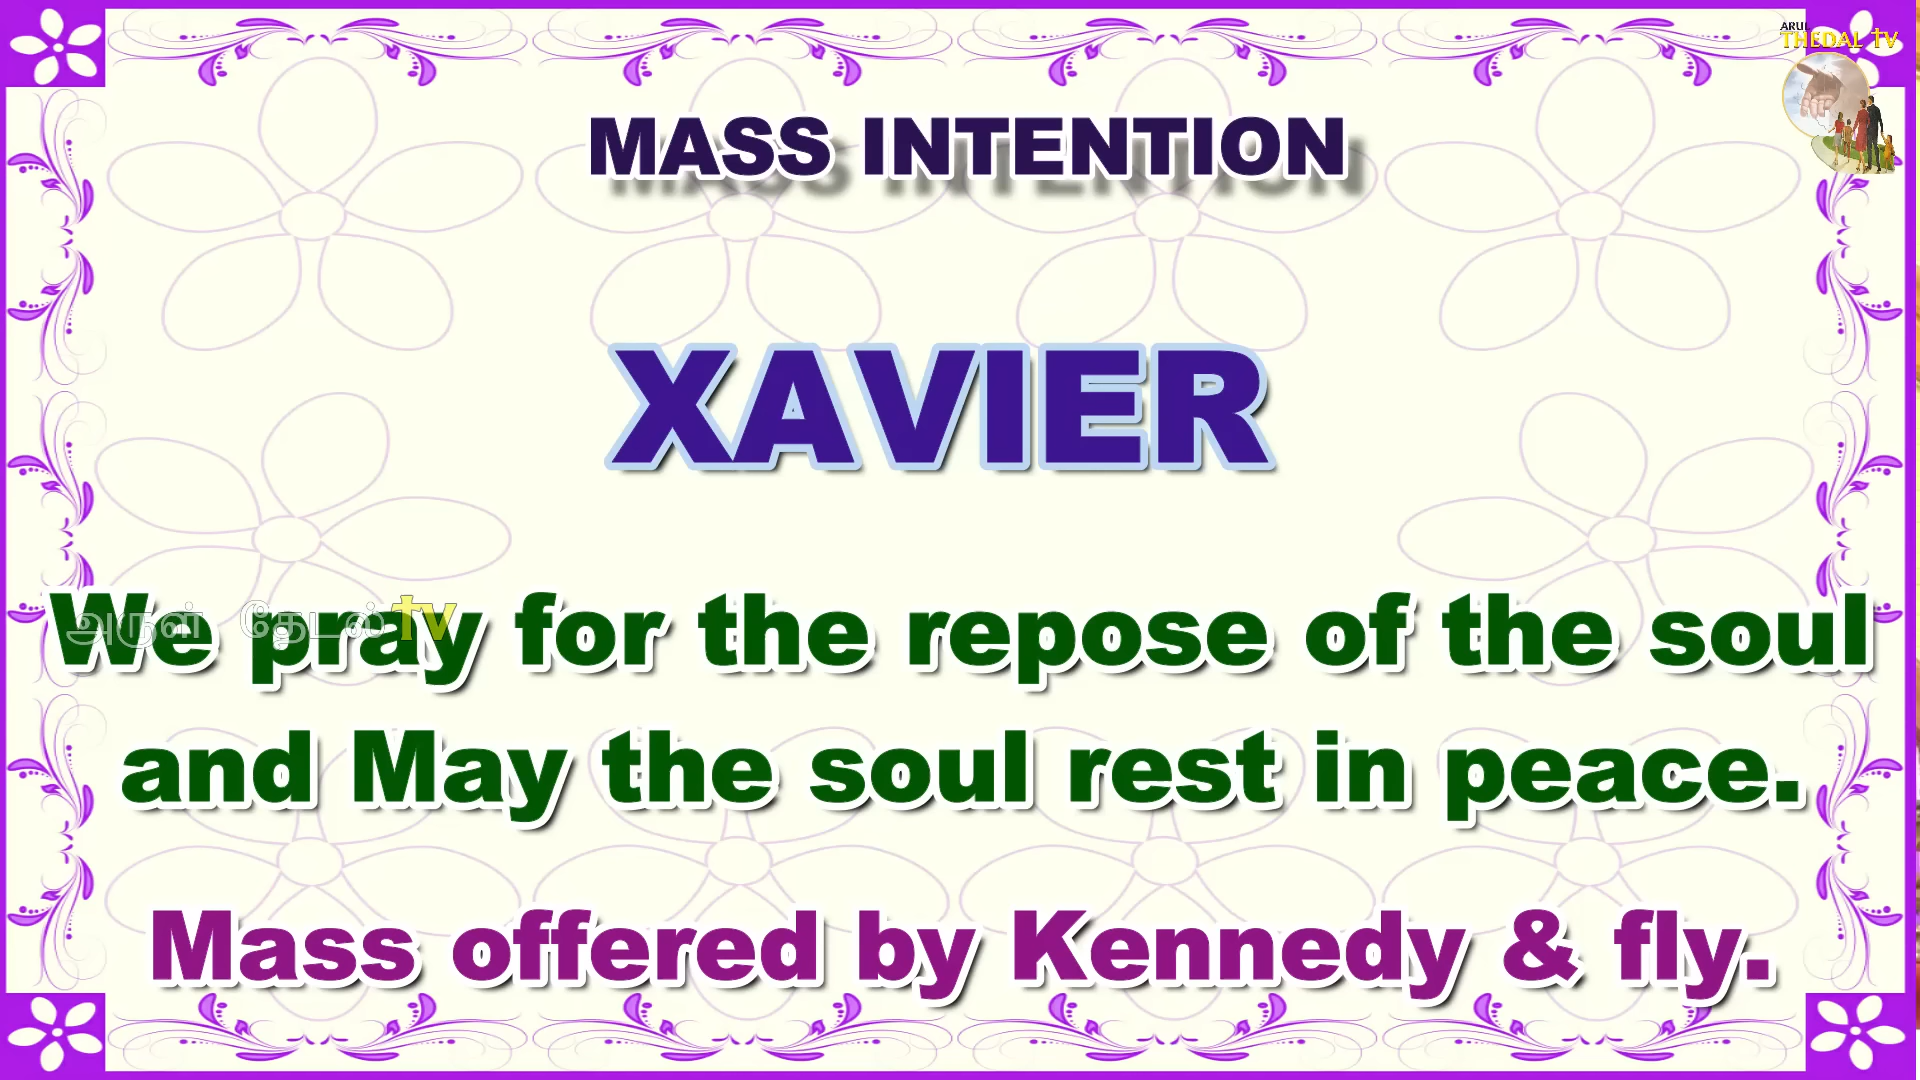 ARUL
THEDAL TV
MASS INTENTION
XAVIER
We pray for the repose of the soul
அருள் தேடல் TV
and May the soul rest in peace.
Mass offered by Kennedy & fly.